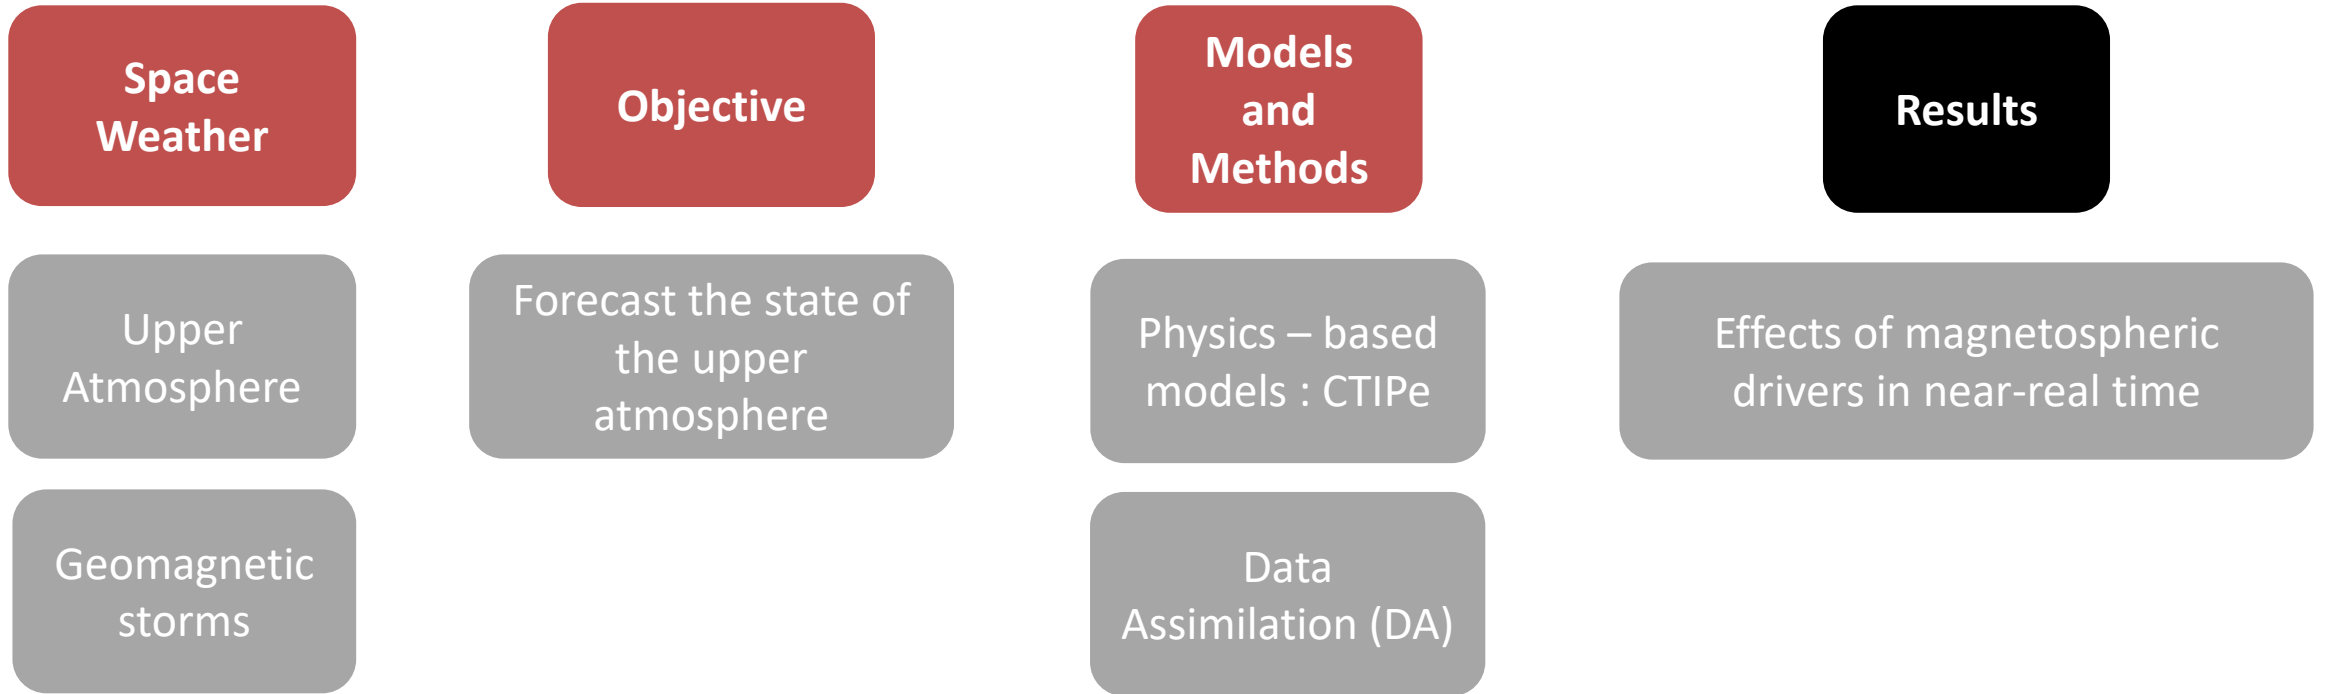 Space
Weather
Objective
Models
and
Methods
Results
Upper
Atmosphere
Forecast the state of
the upper
atmosphere
Physics – based
models : CTIPe
Effects of magnetospheric
drivers in near-real time
Geomagnetic
storms
Data
Assimilation (DA)